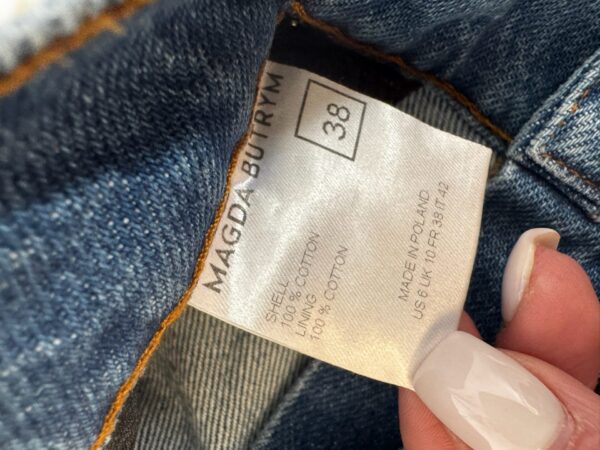 MAGDA BUTRYM
38
SHELL
100 % COTTON
LINING
100 % COTTON
MADE IN POLAND
US 6 UK 10 FR 38 IT 42